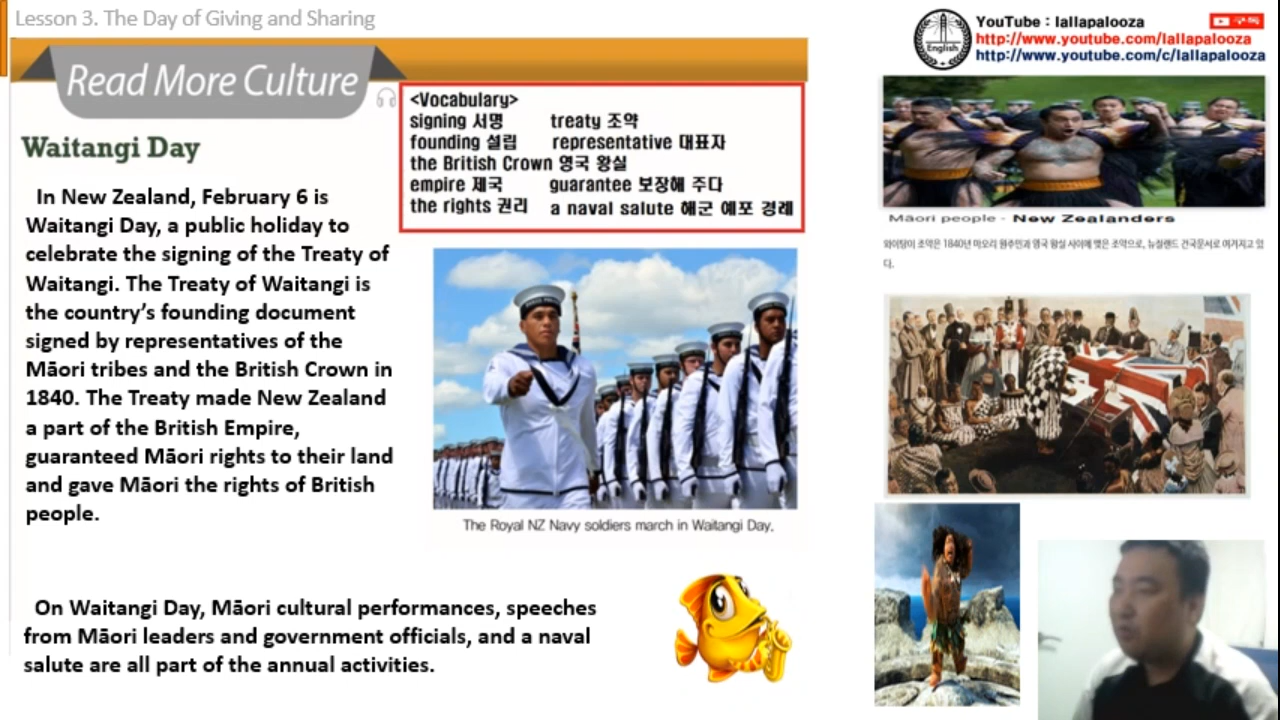 Lesson 3. The Day of Giving and Sharing
Read More Culture
Waitangi Day
In New Zealand, February 6 is
Waitangi Day, a public holiday to
celebrate the signing of the Treaty of
Waitangi. The Treaty of Waitangi is
the country’s founding document
signed by representatives of the
Māori tribes and the British Crown in
1840. The Treaty made New Zealand
a part of the British Empire,
guaranteed Māori rights to their land
and gave Māori the rights of British
people.
On Waitangi Day, Māori cultural performances, speeches
from Māori leaders and government officials, and a naval
salute are all part of the annual activities.
<Vocabulary>
signing 서명 treaty 조약
founding 설립 representative 대표자
the British Crown 영국 왕실
empire 제국 guarantee 보장해 주다
the rights 권리 a naval salute 해군 예포 경례
The Royal NZ Navy soldiers march in Waitangi Day.
English
YouTube : lallapalooza
구독
http://www.youtube.com/lallapalooza
http://www.youtube.com/c/lallapalooza
Māori people - New Zealanders
와이탕이 조약은 1840년 마오리 원주민과 영국 왕실 사이에 맺은 조약으로, 뉴질랜드 건국문서로 여겨지고 있
다.